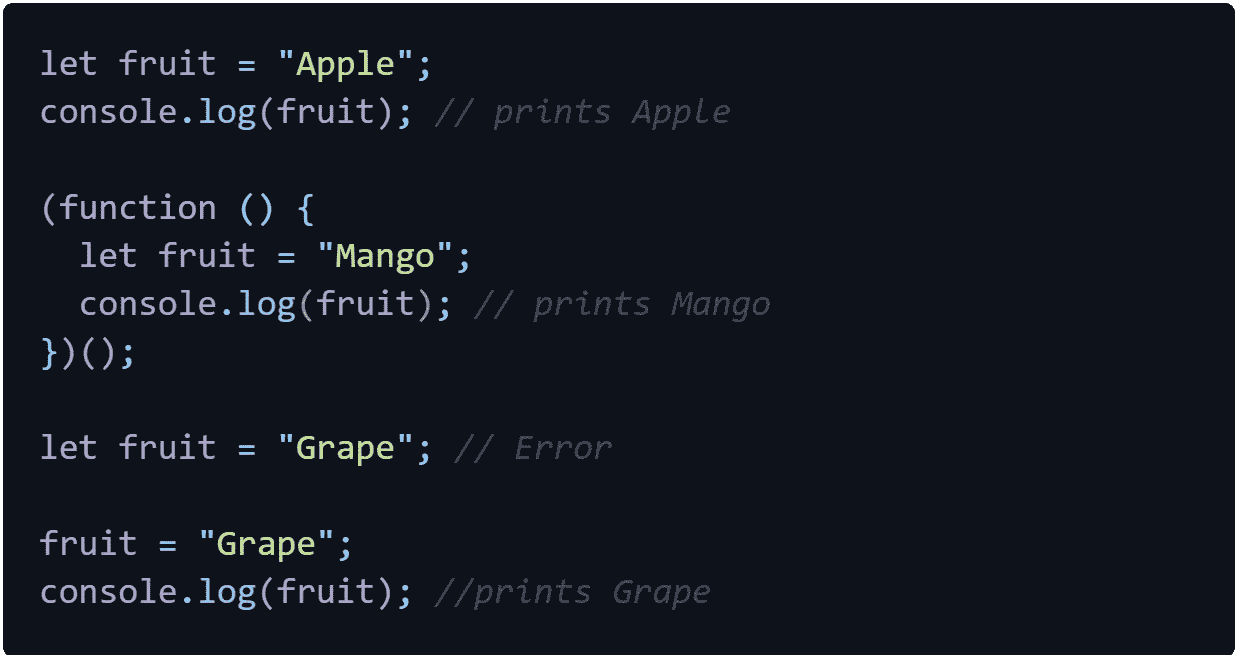 let fruit = "Apple";
console.log(fruit); // prints Apple
(function () {
let fruit = "Mango";
console.log(fruit); // prints Mango
})();
let fruit = "Grape"; // Error
fruit = "Grape";
console.log(fruit); //prints Grape